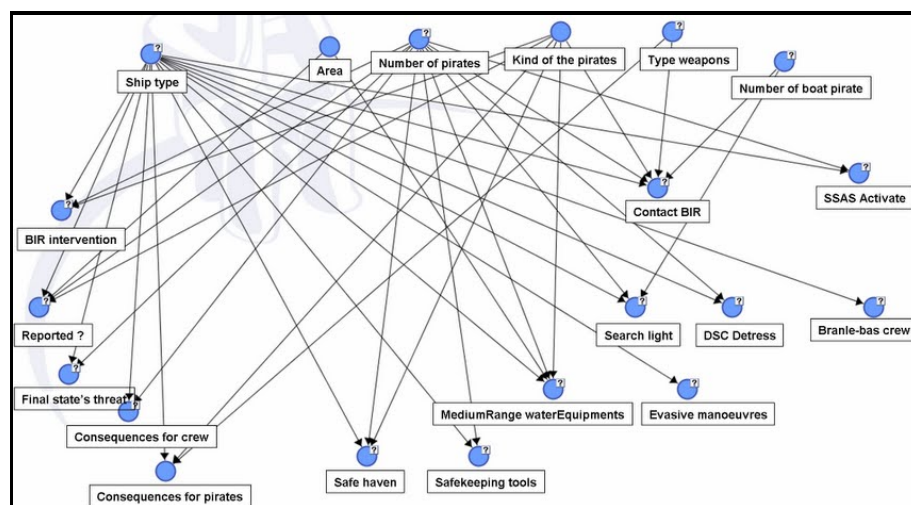 Ship type
Area
Number of pirates
Kind of the pirates
Type weapons
Number of boat pirate
SSAS Activate
Contact BIR
BIR intervention
Reported ?
Search light
DSC Detress
Branle-bas crew
Final state's threat
MediumRange waterEquipments
Evasive manoeuvres
Consequences for crew
Safe haven
Safekeeping tools
Consequences for pirates